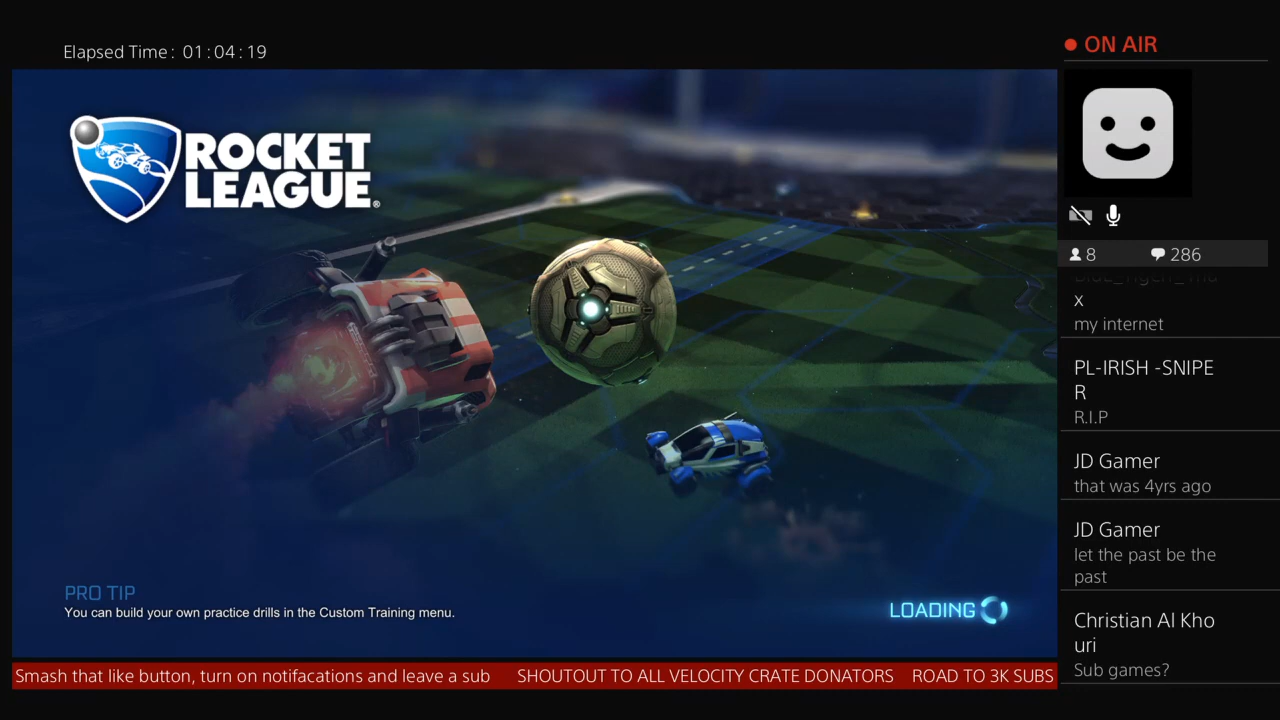 Elapsed Time: 01:04:19
ON AIR
ROCKET
LEAGUE®
8 286
x
my internet
PL-IRISH -SNIPE
R
R.I.P
JD Gamer
that was 4yrs ago
JD Gamer
let the past be the
past
Christian Al Kho
uri
Sub games?
PRO TIP
You can build your own practice drills in the Custom Training menu.
LOADING
Smash that like button, turn on notifacations and leave a sub SHOUTOUT TO ALL VELOCITY CRATE DONATORS ROAD TO 3K SUBS